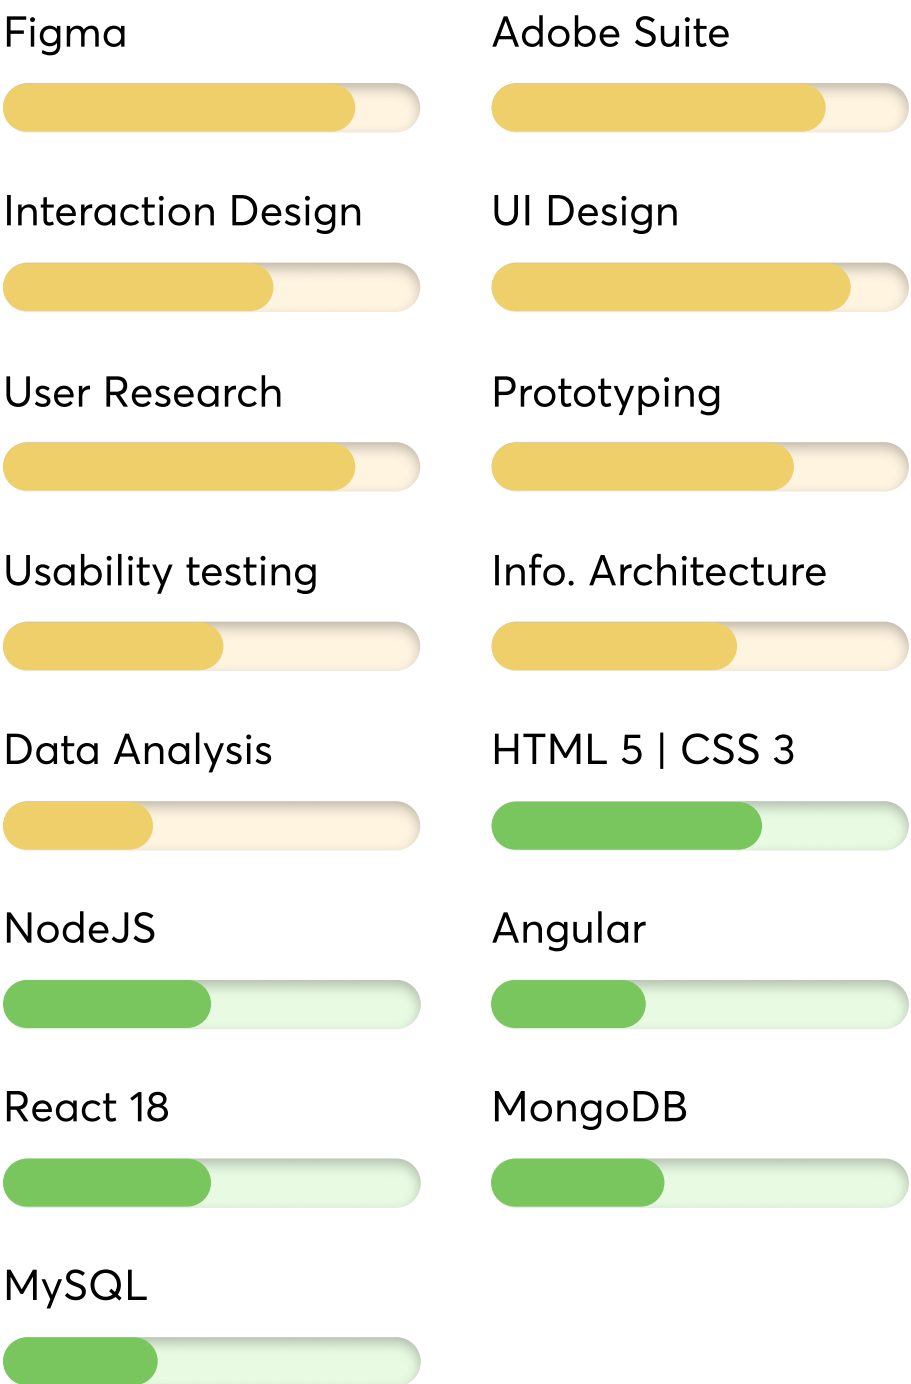 Figma
Adobe Suite
Interaction Design
UI Design
User Research
Prototyping
Usability testing
Info. Architecture
Data Analysis
HTML 5 | CSS 3
NodeJS
Angular
React 18
MongoDB
MySQL